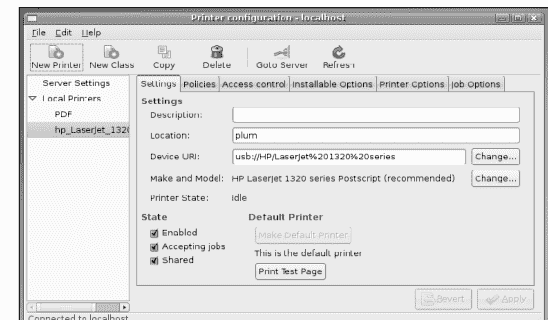 Printer configuration - localhost
File Edit Help
New Printer New Class Copy Delete Goto Server Refresh
Server Settings
Local Printers
PDF
hp_Laserjet_132(
Settings Policies Access control Installable Options Printer Options Job Options
Settings
Description:
Location: plum
Device URI: usb://HP/LaserJet%201320%20series Change...
Make and Model: HP LaserJet 1320 series Postscript (recommended) Change...
Printer State: Idle
State Default Printer
Enabled Make Default Printer
Accepting jobs This is the default printer
Shared Print Test Page
Revert Apply
Connected to localhost